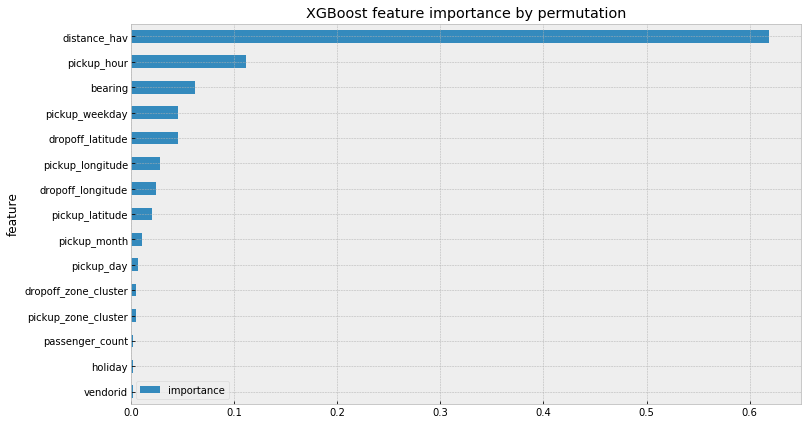 XGBoost feature importance by permutation
distance_hav
pickup_hour
bearing
pickup_weekday
dropoff_latitude
pickup_longitude
dropoff_longitude
pickup_latitude
pickup_month
pickup_day
dropoff_zone_cluster
pickup_zone_cluster
passenger_count
holiday
vendorid
feature
importance
0.0 0.1 0.2 0.3 0.4 0.5 0.6